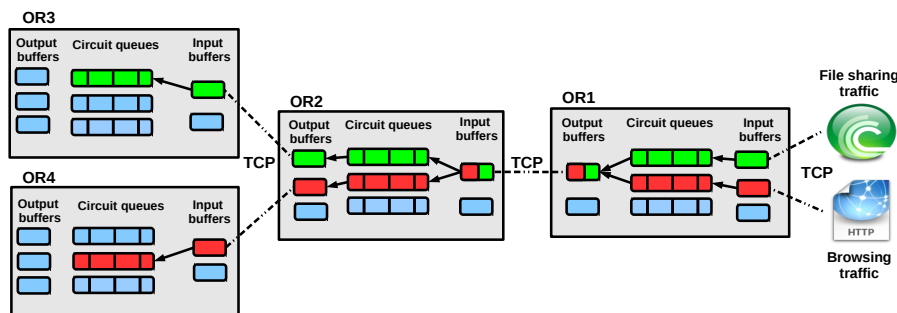 OR3
Output
buffers
Circuit queues
Input
buffers
OR2
Output
buffers
Circuit queues
Input
buffers
OR1
Output
buffers
Circuit queues
Input
buffers
File sharing
traffic
TCP
TCP
TCP
OR4
Output
buffers
Circuit queues
Input
buffers
HTTP
Browsing
traffic